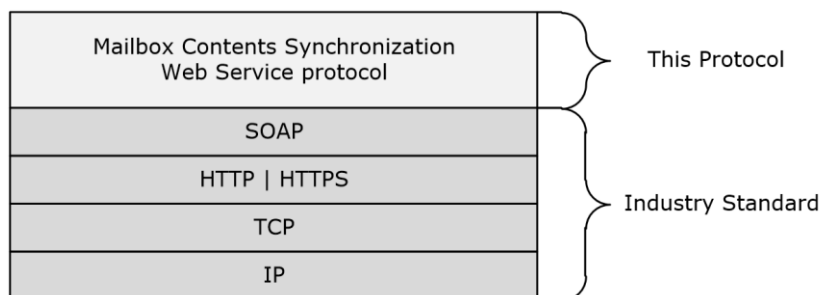 Mailbox Contents Synchronization
Web Service protocol
This Protocol
SOAP
HTTP | HTTPS
TCP
IP
Industry Standard